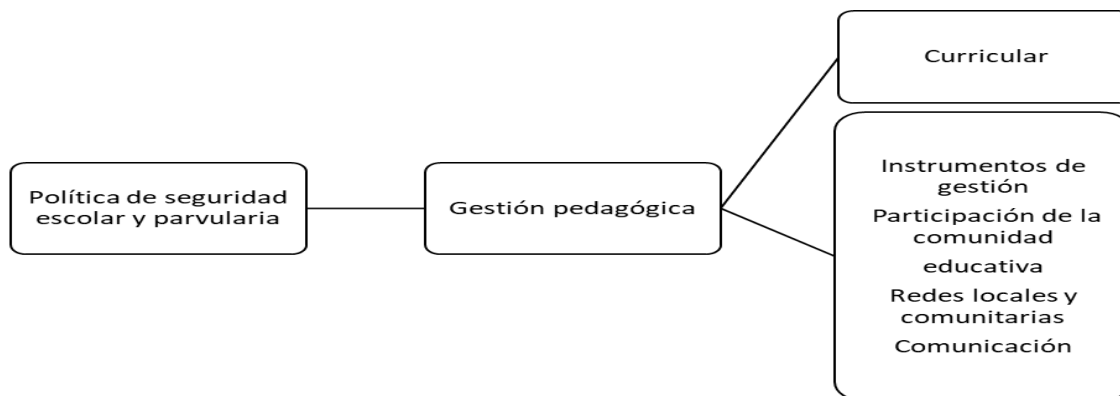 Política de seguridad
escolar y parvularia
Gestión pedagógica
Curricular
Instrumentos de
gestión
Participación de la
comunidad
educativa
Redes locales y
comunitarias
Comunicación